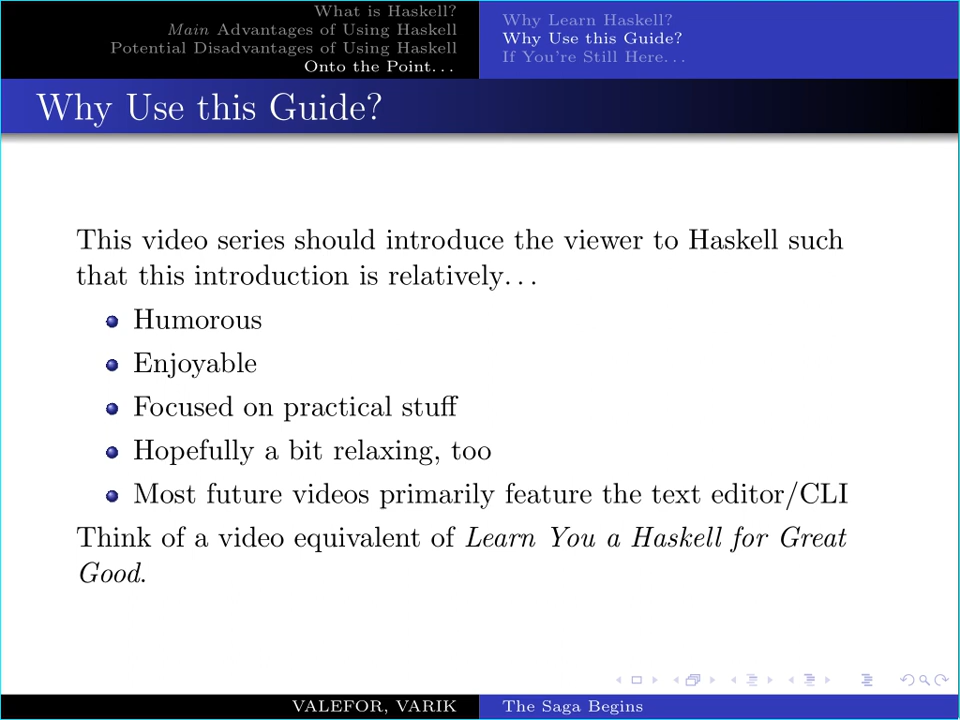 What is Haskell?
Main Advantages of Using Haskell
Potential Disadvantages of Using Haskell
Onto the Point...
Why Learn Haskell?
Why Use this Guide?
If You're Still Here...
Why Use this Guide?
This video series should introduce the viewer to Haskell such
that this introduction is relatively...
Humorous
Enjoyable
Focused on practical stuff
Hopefully a bit relaxing, too
Most future videos primarily feature the text editor/CLI
Think of a video equivalent of Learn You a Haskell for Great
Good.
VALEFOR, VARIK
The Saga Begins